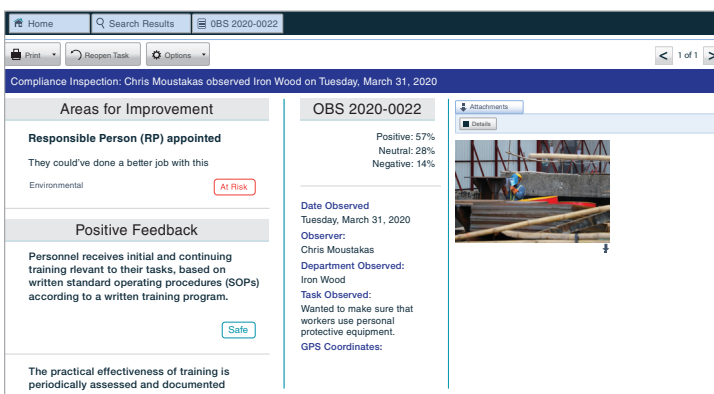 Home
Search Results
0BS 2020-0022
Print
Reopen Task
Options
< 1 of 1 >
Compliance Inspection: Chris Moustakas observed Iron Wood on Tuesday, March 31, 2020
Areas for Improvement
Responsible Person (RP) appointed
They could've done a better job with this
Environmental
At Risk
Positive Feedback
Personnel receives initial and continuing
training rlevant to their tasks, based on
written standard operating procedures (SOPs)
according to a written training program.
Safe
The practical effectiveness of training is
periodically assessed and documented
OBS 2020-0022
Positive: 57%
Neutral: 28%
Negative: 14%
Date Observed
Tuesday, March 31, 2020
Observer:
Chris Moustakas
Department Observed:
Iron Wood
Task Observed:
Wanted to make sure that
workers use personal
protective equipment.
GPS Coordinates:
Attachments
Details